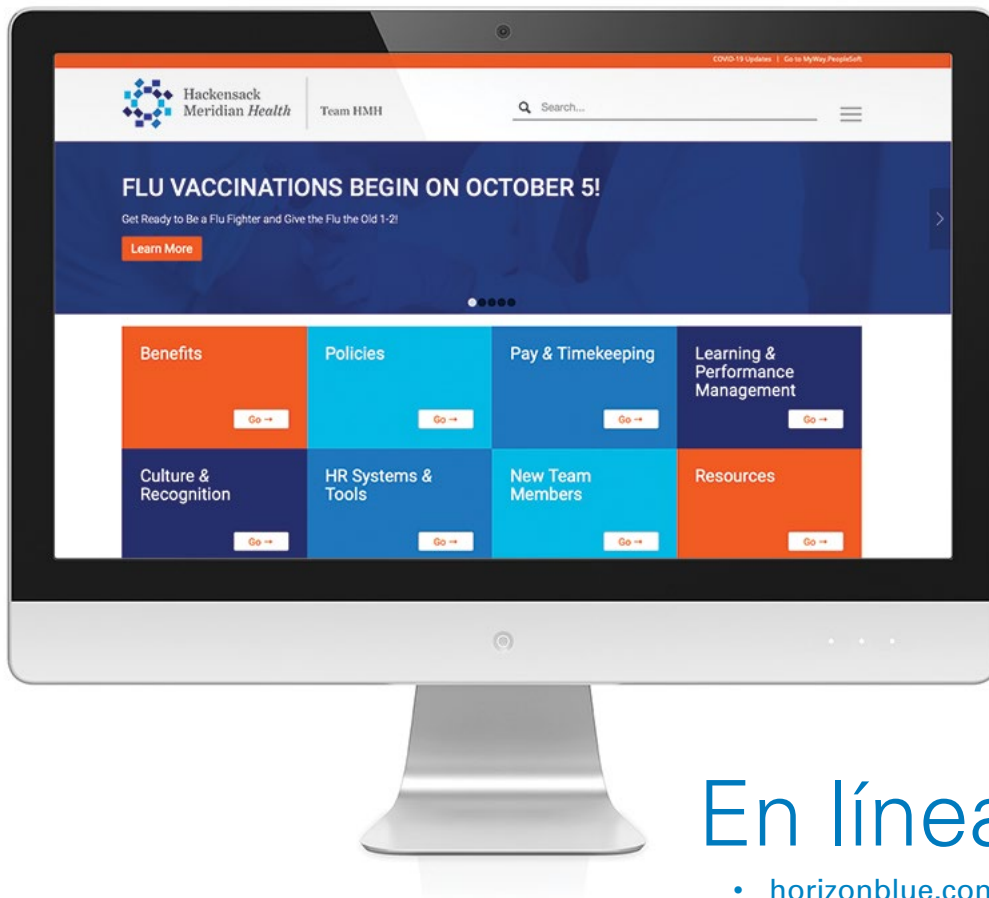 COVID-19 Updates | Go to MyWay.PeopleSoft
Hackensack
Meridian Health
Team HMH
Search...
FLU VACCINATIONS BEGIN ON OCTOBER 5!
Get Ready to Be a Flu Fighter and Give the Flu the Old 1-2!
Learn More
Benefits
Go →
Policies
Go →
Pay & Timekeeping
Go →
Learning &
Performance
Management
Go →
Culture &
Recognition
Go →
HR Systems &
Tools
Go →
New Team
Members
Go →
Resources
Go →
En línea
• horizonblue.com